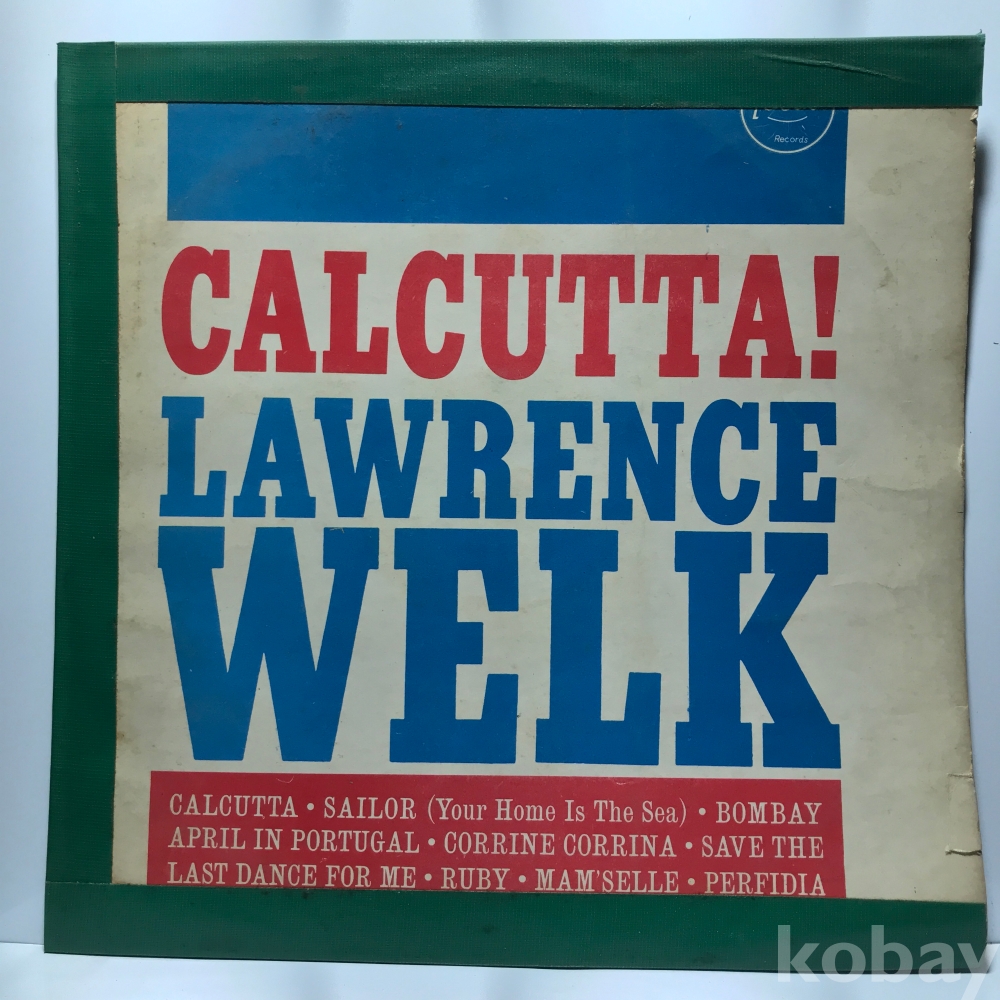 Records
CALCUTTA!
LAWRENCE
WELK
CALCUTTA • SAILOR (Your Home Is The Sea) • BOMBAY
APRIL IN PORTUGAL • CORRINE CORRINA • SAVE THE
LAST DANCE FOR ME • RUBY • MAM'SELLE • PERFIDIA
kobay